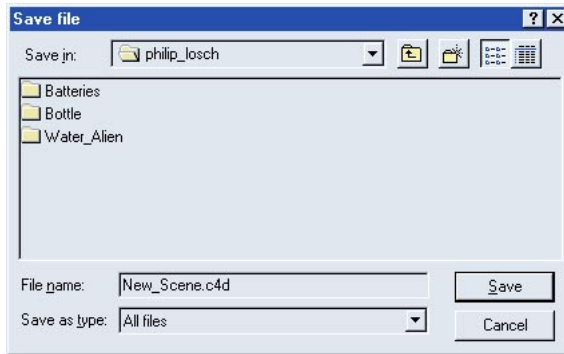 Save file
Save in: philip_losch
Batteries
Bottle
Water_Alien
File name: New_Scene.c4d Save
Save as type: All files Cancel